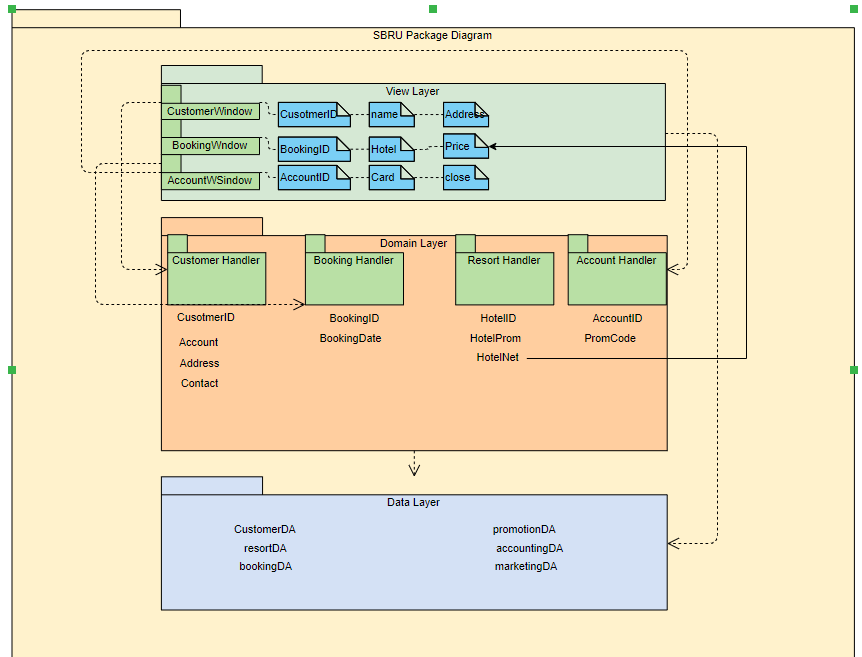 SBRU Package Diagram
View Layer
CustomerWindow
CusotmerID
name
Address
BookingWndow
BookingID
Hotel
Price
AccountWSindow
AccountID
Card
close
Domain Layer
Customer Handler
Booking Handler
Resort Handler
Account Handler
CusotmerID
BookingID
HotelID
AccountID
Account
BookingDate
HotelProm
PromCode
Address
HotelNet
Contact
Data Layer
CustomerDA
promotionDA
resortDA
accountingDA
bookingDA
marketingDA